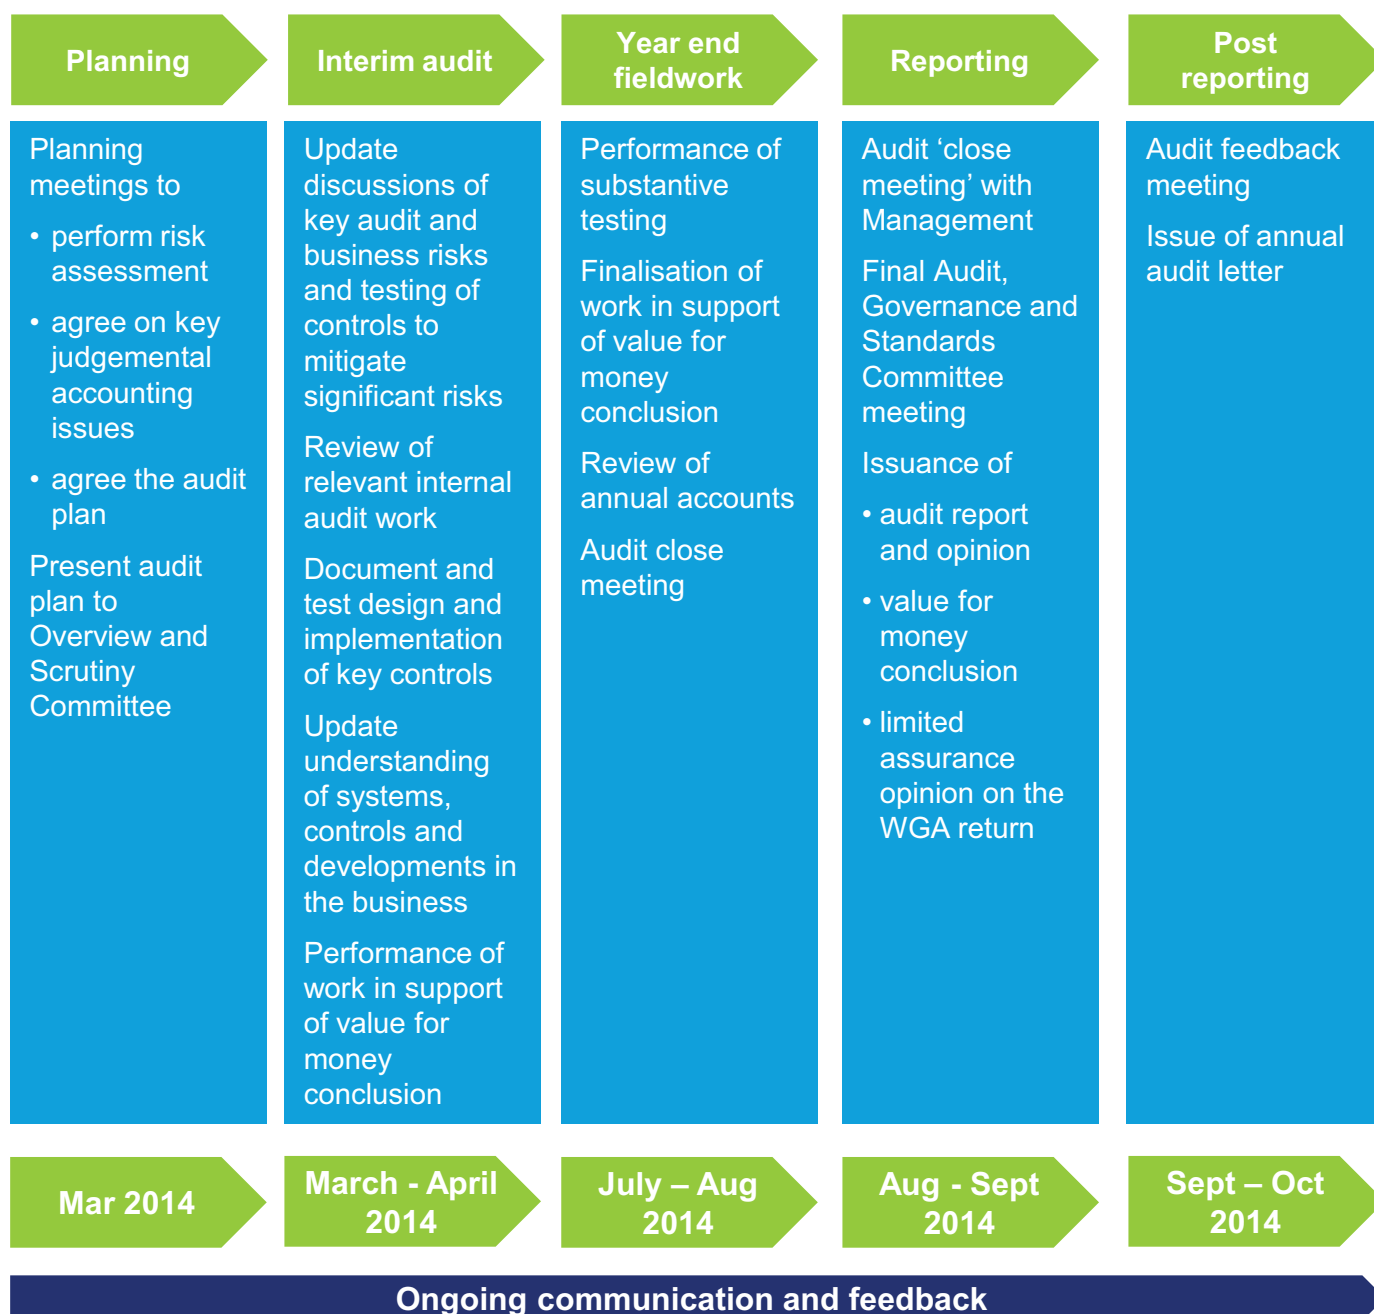 Planning
Interim audit
Year end
fieldwork
Reporting
Post
reporting
Planning
meetings to
• perform risk
assessment
• agree on key
judgemental
accounting
issues
• agree the audit
plan
Present audit
plan to
Overview and
Scrutiny
Committee
Update
discussions of
key audit and
business risks
and testing of
controls to
mitigate
significant risks
Review of
relevant internal
audit work
Document and
test design and
implementation
of key controls
Update
understanding
of systems,
controls and
developments in
the business
Performance of
work in support
of value for
money
conclusion
Performance of
substantive
testing
Finalisation of
work in support
of value for
money
conclusion
Review of
annual accounts
Audit close
meeting
Audit ‘close
meeting’ with
Management
Final Audit,
Governance and
Standards
Committee
meeting
Issuance of
• audit report
and opinion
• value for
money
conclusion
• limited
assurance
opinion on the
WGA return
Audit feedback
meeting
Issue of annual
audit letter
Mar 2014
March - April
2014
July – Aug
2014
Aug - Sept
2014
Sept – Oct
2014
Ongoing communication and feedback